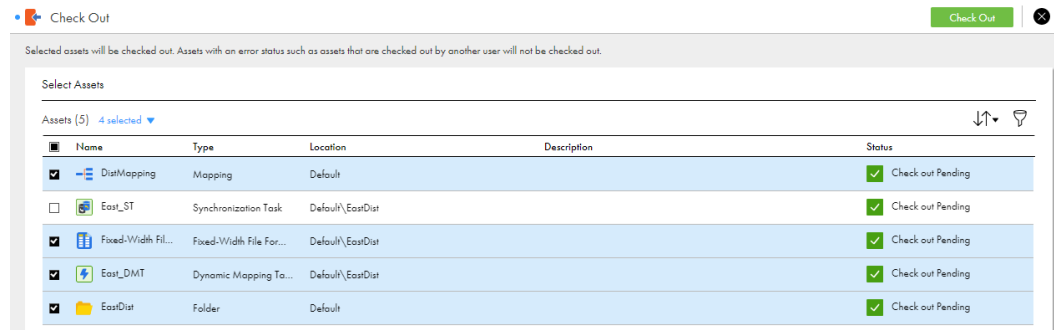 Check Out
Check Out
Selected assets will be checked out. Assets with an error status such as assets that are checked out by another user will not be checked out.
Select Assets
Assets (5) 4 selected
Name Type Location Description Status
DistMapping Mapping Default Check out Pending
East_ST Synchronization Task Default\EastDist Check out Pending
Fixed-Width Fil... Fixed-Width File For... Default\EastDist Check out Pending
East_DMT Dynamic Mapping Ta... Default\EastDist Check out Pending
EastDist Folder Default Check out Pending